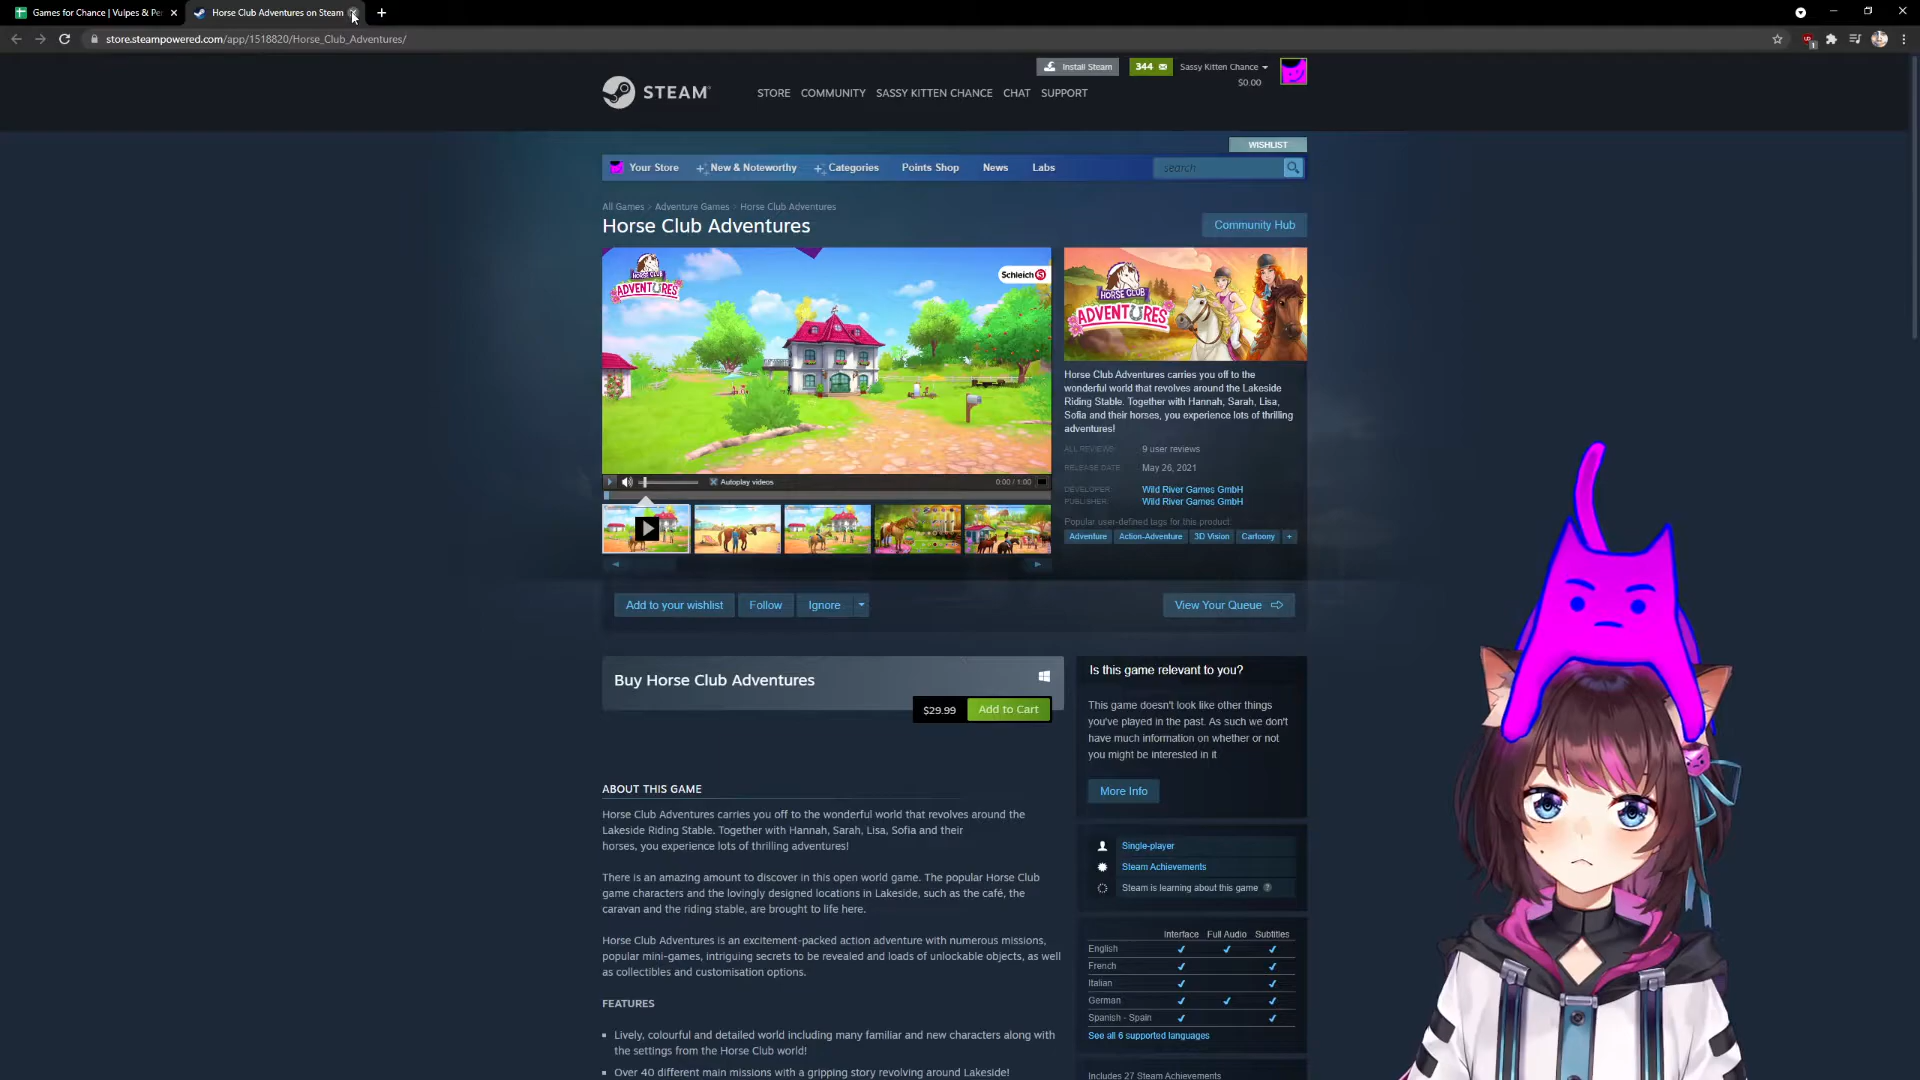 Games for Chance | Vulpes & Per
Horse Club Adventures on Steam
store.steampowered.com/app/1518820/Horse_Club_Adventures/
Install Steam
344
Sassy Kitten Chance
$0.00
STEAM
STORE COMMUNITY SASSY KITTEN CHANCE CHAT SUPPORT
WISHLIST
Your Store New & Noteworthy Categories Points Shop News Labs
search
All Games > Adventure Games > Horse Club Adventures
Horse Club Adventures
Community Hub
HORSE CLUB
ADVENTURES
Schleich S
HORSE CLUB
ADVENTURES
Horse Club Adventures carries you off to the
wonderful world that revolves around the Lakeside
Riding Stable. Together with Hannah, Sarah, Lisa,
Sofia and their horses, you experience lots of thrilling
adventures!
ALL REVIEWS: 9 user reviews
RELEASE DATE: May 26, 2021
DEVELOPER: Wild River Games GmbH
PUBLISHER: Wild River Games GmbH
Popular user-defined tags for this product:
Adventure Action-Adventure 3D Vision Cartoony +
Autoplay videos
0:00 / 1:00
Add to your wishlist Follow Ignore
View Your Queue
Buy Horse Club Adventures
$29.99 Add to Cart
Is this game relevant to you?
This game doesn't look like other things
you've played in the past. As such we don't
have much information on whether or not
you might be interested in it
More Info
ABOUT THIS GAME
Horse Club Adventures carries you off to the wonderful world that revolves around the
Lakeside Riding Stable. Together with Hannah, Sarah, Lisa, Sofia and their
horses, you experience lots of thrilling adventures!
There is an amazing amount to discover in this open world game. The popular Horse Club
game characters and the lovingly designed locations in Lakeside, such as the café, the
caravan and the riding stable, are brought to life here.
Horse Club Adventures is an excitement-packed action adventure with numerous missions,
popular mini-games, intriguing secrets to be revealed and loads of unlockable objects, as well
as collectibles and customisation options.
FEATURES
Lively, colourful and detailed world including many familiar and new characters along with
the settings from the Horse Club world!
Over 40 different main missions with a gripping story revolving around Lakeside!
Single-player
Steam Achievements
Steam is learning about this game ?
Interface Full Audio Subtitles
English ✔ ✔ ✔
French ✔ ✔
Italian ✔ ✔
German ✔ ✔ ✔
Spanish - Spain ✔ ✔
See all 6 supported languages
Includes 27 Steam Achievements